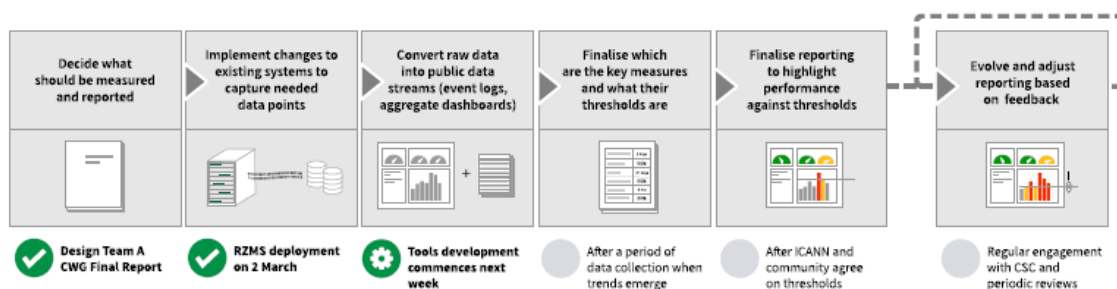 Decide what
should be measured
and reported
Implement changes to
existing systems to
capture needed
data points
Convert raw data
into public data
streams (event logs,
aggregate dashboards)
Finalise which
are the key measures
and what their
thresholds are
Finalise reporting
to highlight
performance
against thresholds
Evolve and adjust
reporting based
on feedback
+
!
Design Team A
CWG Final Report
RZMS deployment
on 2 March
Tools development
commences next
week
After a period of
data collection when
trends emerge
After ICANN and
community agree
on thresholds
Regular engagement
with CSC and
periodic reviews